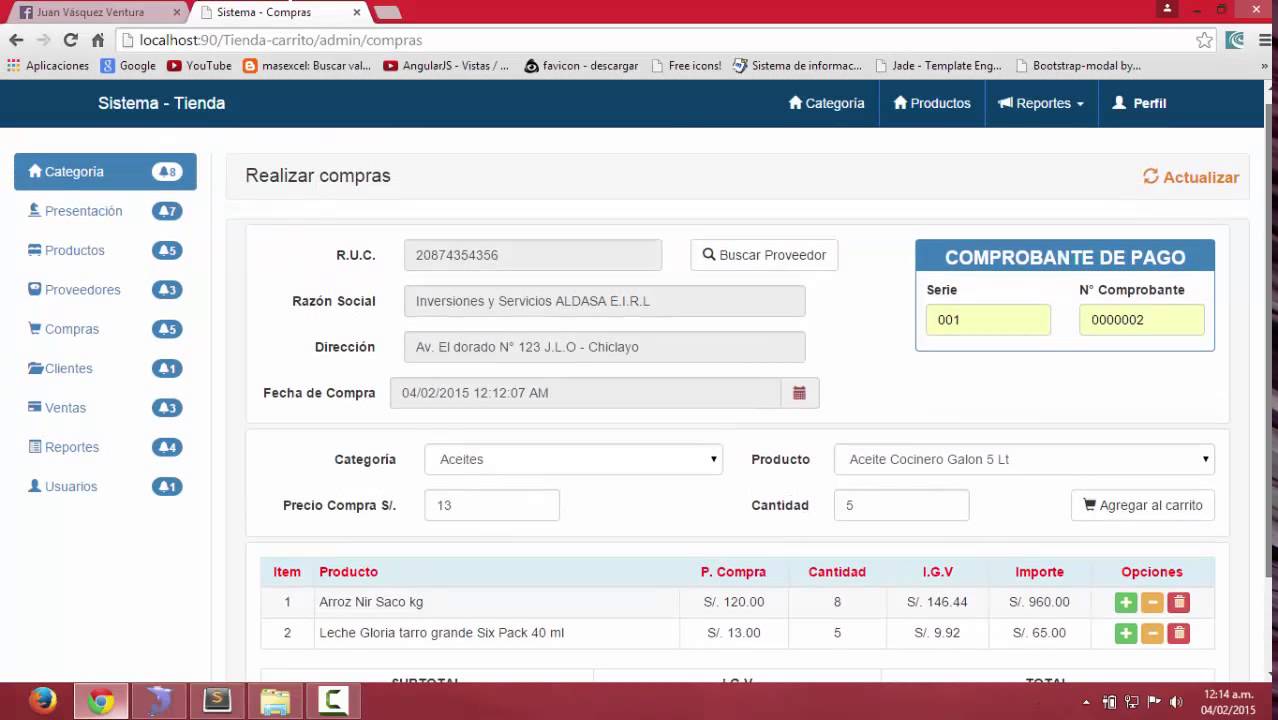 Juan Vásquez Ventura
Sistema - Compras
localhost:90/Tienda-carrito/admin/compras
Aplicaciones Google YouTube masexcel: Buscar val... AngularJS - Vistas / ... favicon - descargar Free icons! Sistema de informac... Jade - Template Eng... Bootstrap-modal by... »
Sistema - Tienda
Categoría Productos Reportes Perfil
Categoría 8
Presentación 7
Productos 5
Proveedores 3
Compras 5
Clientes 1
Ventas 3
Reportes 4
Usuarios 1
Realizar compras
Actualizar
R.U.C. 20874354356 Buscar Proveedor
Razón Social Inversiones y Servicios ALDASA E.I.R.L
Dirección Av. El dorado N° 123 J.L.O - Chiclayo
Fecha de Compra 04/02/2015 12:12:07 AM
COMPROBANTE DE PAGO
Serie N° Comprobante
001 0000002
Categoría Aceites Producto Aceite Cocinero Galon 5 Lt
Precio Compra S/. 13 Cantidad 5 Agregar al carrito
Item Producto P. Compra Cantidad I.G.V Importe Opciones
1 Arroz Nir Saco kg S/. 120.00 8 S/. 146.44 S/. 960.00
2 Leche Gloria tarro grande Six Pack 40 ml S/. 13.00 5 S/. 9.92 S/. 65.00
SUBTOTAL I.G.V TOTAL
12:14 a.m.
04/02/2015